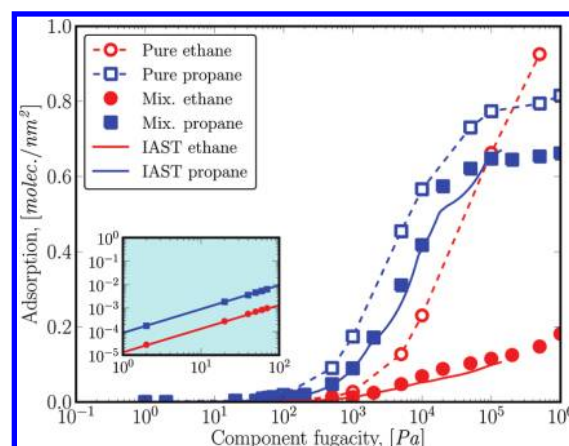 1.0
0.8
0.6
0.4
0.2
0.0
Adsorption, [molec./nm²]
Pure ethane
Pure propane
Mix. ethane
Mix. propane
IAST ethane
IAST propane
10⁰
10⁻¹
10⁻²
10⁻³
10⁻⁴
10⁻⁵
10⁰ 10¹ 10²
10⁻¹ 10⁰ 10¹ 10² 10³ 10⁴ 10⁵ 10⁶
Component fugacity, [Pa]